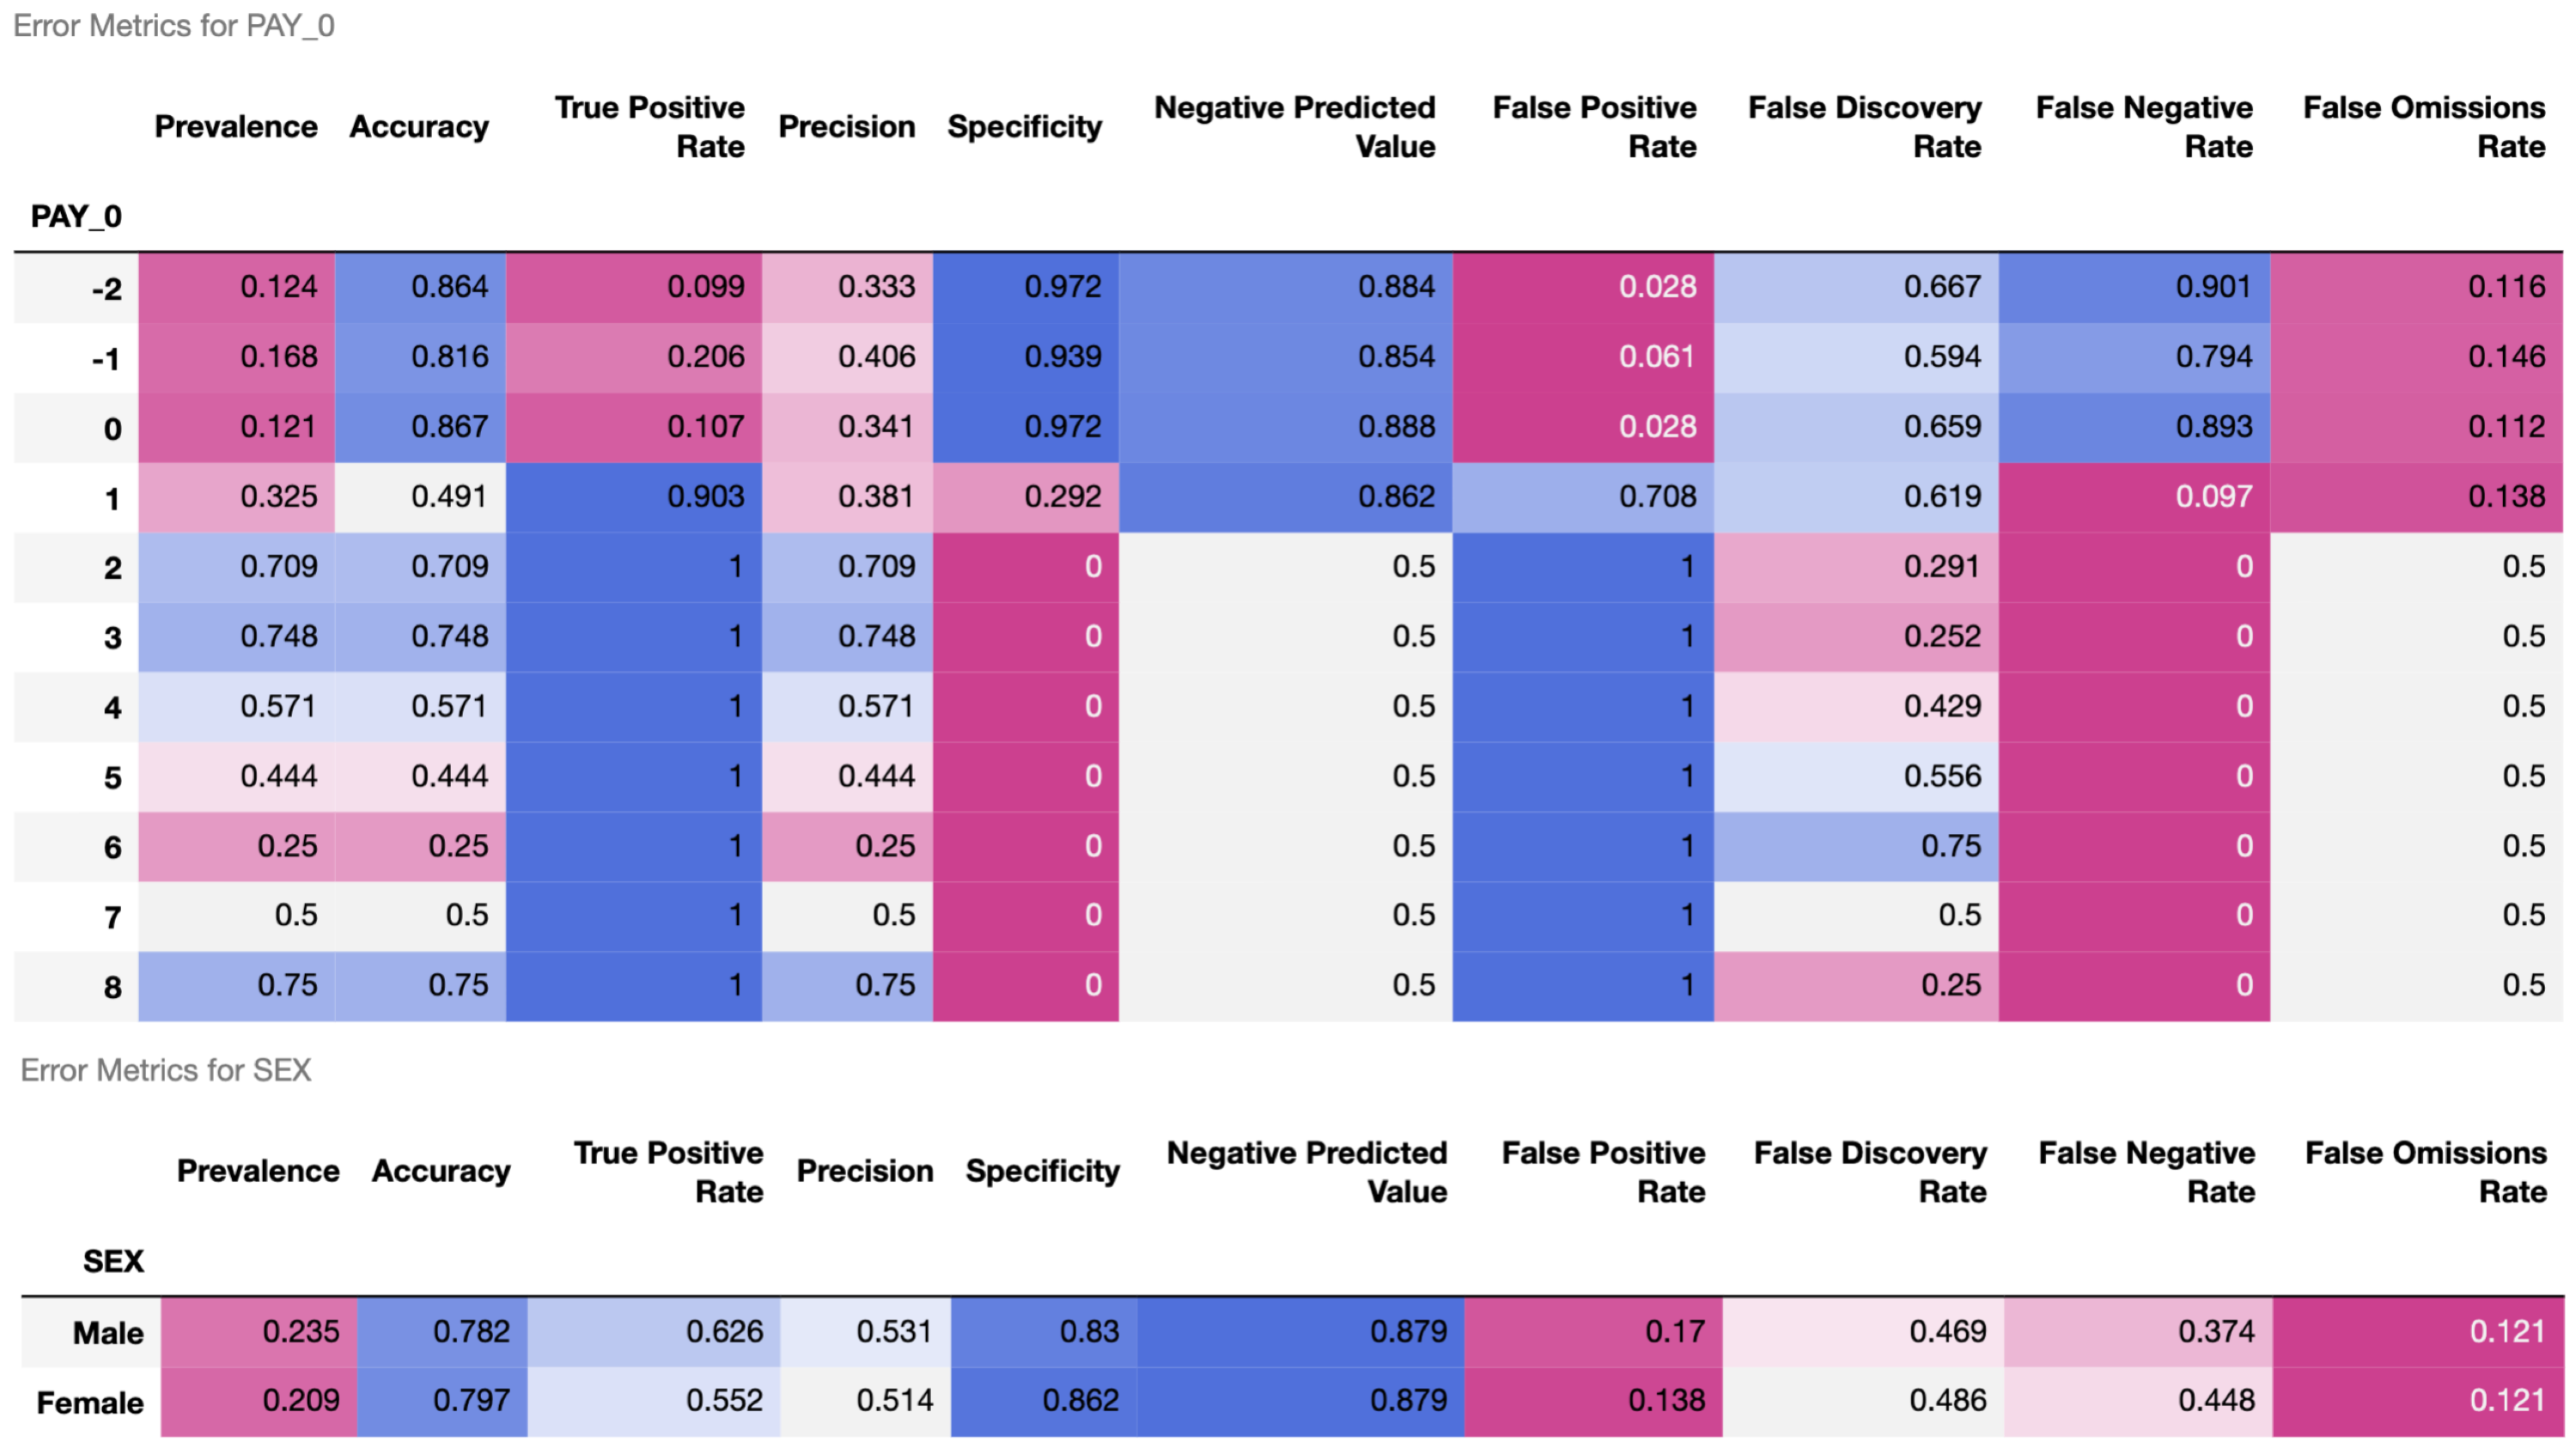 Error Metrics for PAY_0
Prevalence Accuracy True Positive Rate Precision Specificity Negative Predicted Value False Positive Rate False Discovery Rate False Negative Rate False Omissions Rate
PAY_0
-2 0.124 0.864 0.099 0.333 0.972 0.884 0.028 0.667 0.901 0.116
-1 0.168 0.816 0.206 0.406 0.939 0.854 0.061 0.594 0.794 0.146
0 0.121 0.867 0.107 0.341 0.972 0.888 0.028 0.659 0.893 0.112
1 0.325 0.491 0.903 0.381 0.292 0.862 0.708 0.619 0.097 0.138
2 0.709 0.709 1 0.709 0 0.5 1 0.291 0 0.5
3 0.748 0.748 1 0.748 0 0.5 1 0.252 0 0.5
4 0.571 0.571 1 0.571 0 0.5 1 0.429 0 0.5
5 0.444 0.444 1 0.444 0 0.5 1 0.556 0 0.5
6 0.25 0.25 1 0.25 0 0.5 1 0.75 0 0.5
7 0.5 0.5 1 0.5 0 0.5 1 0.5 0 0.5
8 0.75 0.75 1 0.75 0 0.5 1 0.25 0 0.5
Error Metrics for SEX
Prevalence Accuracy True Positive Rate Precision Specificity Negative Predicted Value False Positive Rate False Discovery Rate False Negative Rate False Omissions Rate
SEX
Male 0.235 0.782 0.626 0.531 0.83 0.879 0.17 0.469 0.374 0.121
Female 0.209 0.797 0.552 0.514 0.862 0.879 0.138 0.486 0.448 0.121